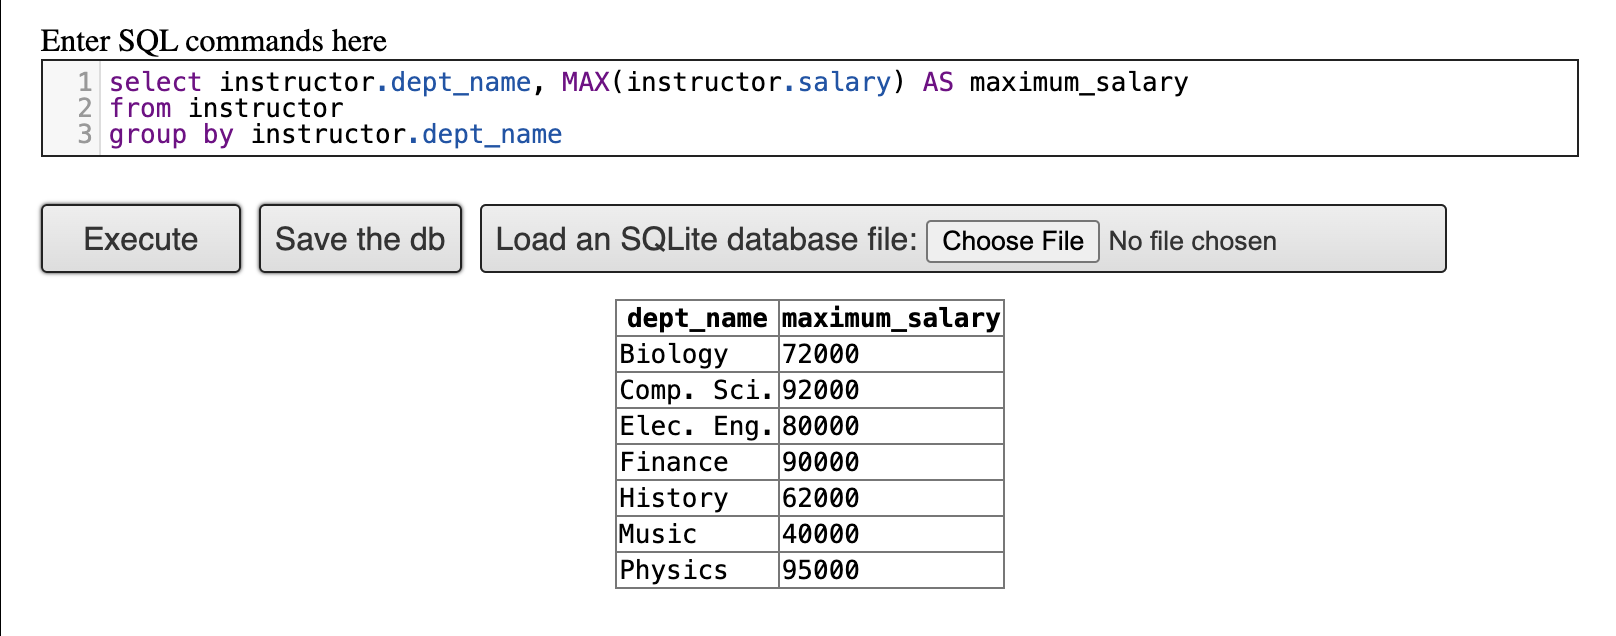 Enter SQL commands here
1 select instructor.dept_name, MAX(instructor.salary) AS maximum_salary
2 from instructor
3 group by instructor.dept_name
Execute Save the db Load an SQLite database file: Choose File No file chosen
dept_name maximum_salary
Biology 72000
Comp. Sci. 92000
Elec. Eng. 80000
Finance 90000
History 62000
Music 40000
Physics 95000